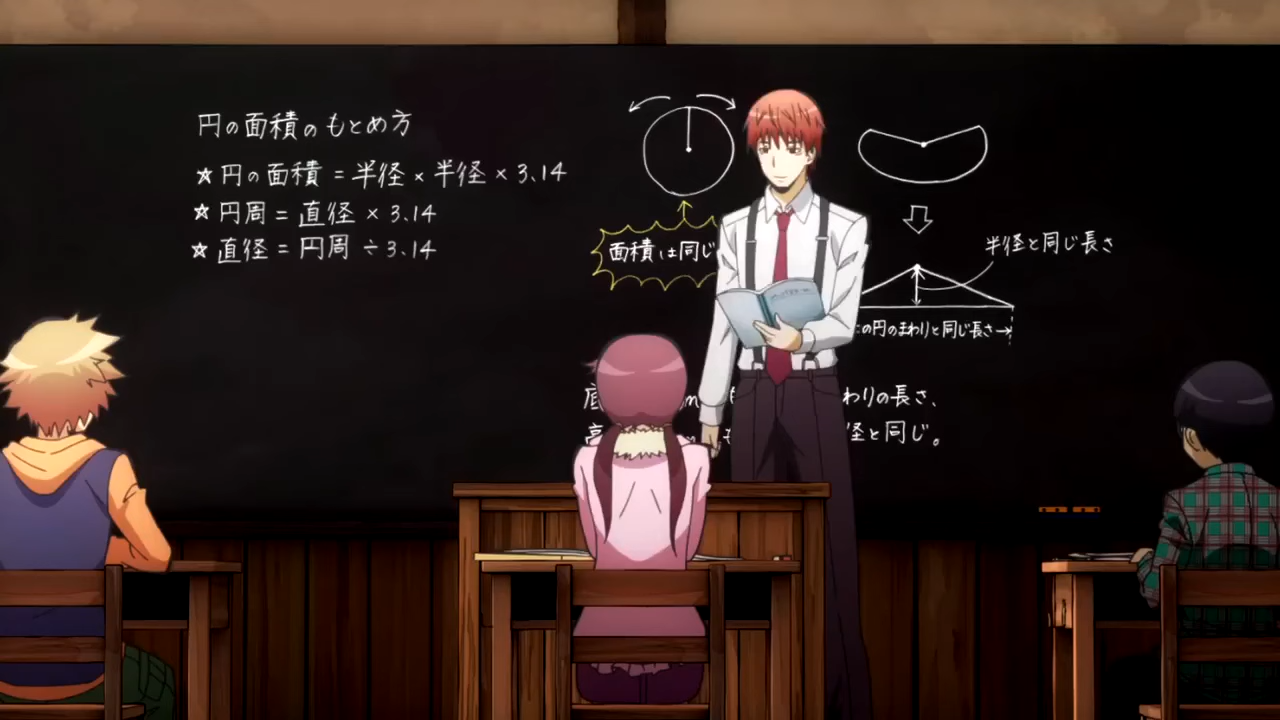 円の面積のもとめ方
☆円の面積=半径×半径×3.14
☆円周=直径×3.14
☆直径=円周÷3.14
面積は同じ
半径と同じ長さ
の円のまわりと同じ長さ→
底 わりの長さ、
高 径と同じ。